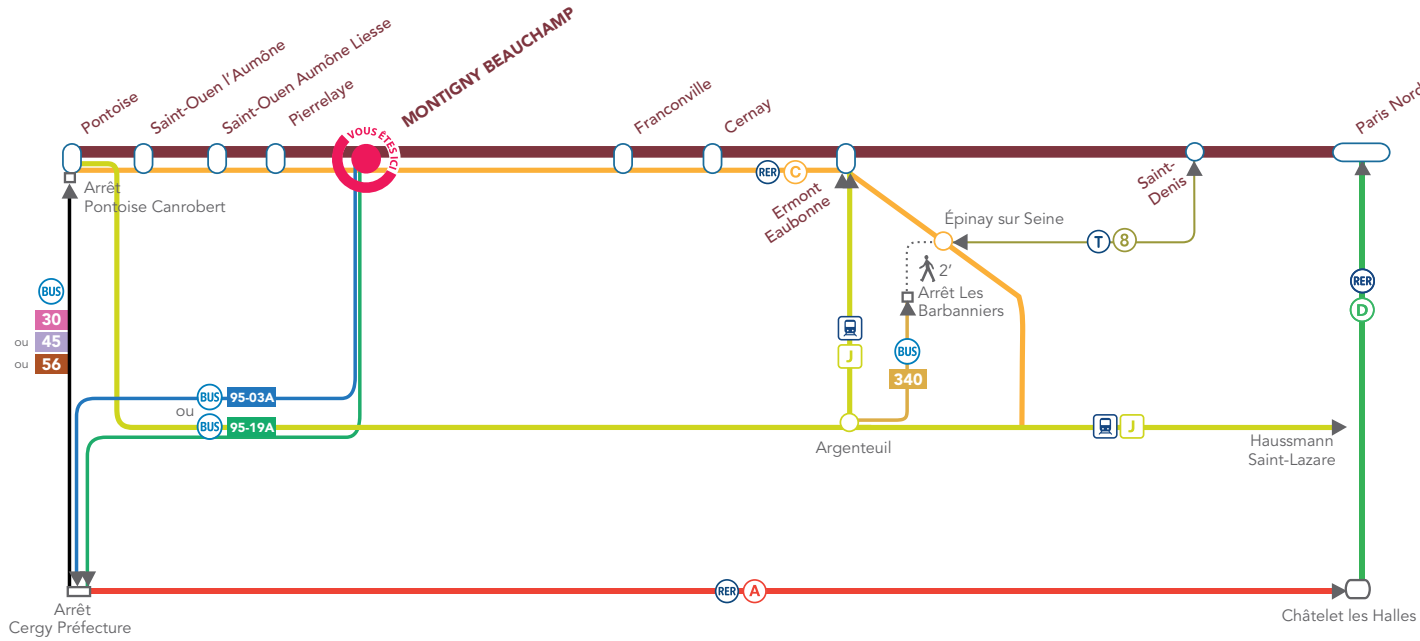 Pontoise
Saint-Ouen l'Aumône
Saint-Ouen Aumône Liesse
Pierrelaye
MONTIGNY BEAUCHAMP
Franconville
Cernay
Paris Nord
VOUS ÊTES ICI
RER C
Ermont
Eaubonne
Saint-
Denis
Arrêt
Pontoise Canrobert
Épinay sur Seine
T 8
2'
Arrêt Les
Barbanniers
BUS
30
ou 45
ou 56
RER
D
J
BUS
340
BUS 95-03A
ou
BUS 95-19A
Argenteuil
J
Haussmann
Saint-Lazare
RER A
Arrêt
Cergy Préfecture
Châtelet les Halles